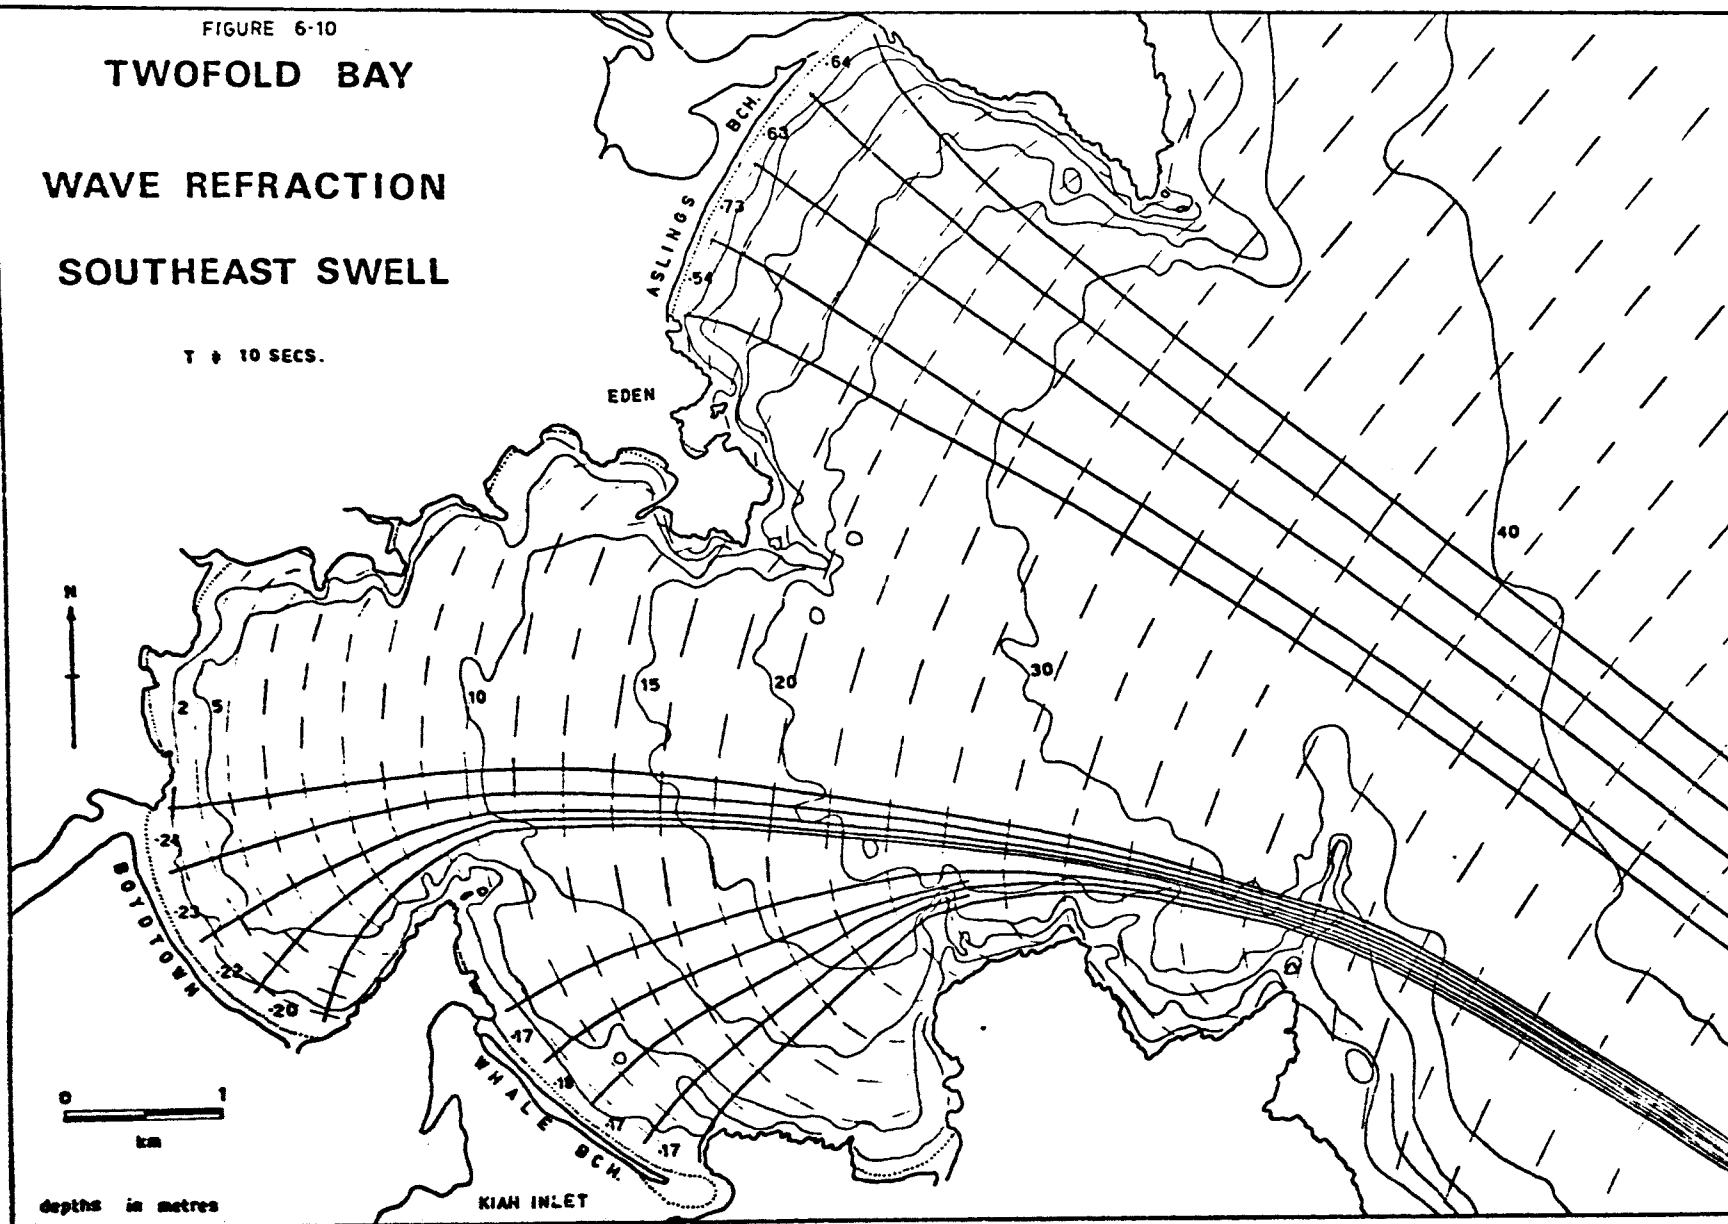 FIGURE 6-10
TWOFOLD BAY
WAVE REFRACTION
SOUTHEAST SWELL
T = 10 SECS.
BCH.
ASLINGS
.64
.63
.73
.54
EDEN
N
40
30
20
15
10
5
2
.24
.23
.22
.20
BOYDTOWN
.17
.18
.17
.17
WHALE BCH.
KIAH INLET
0 1
km
depths in metres